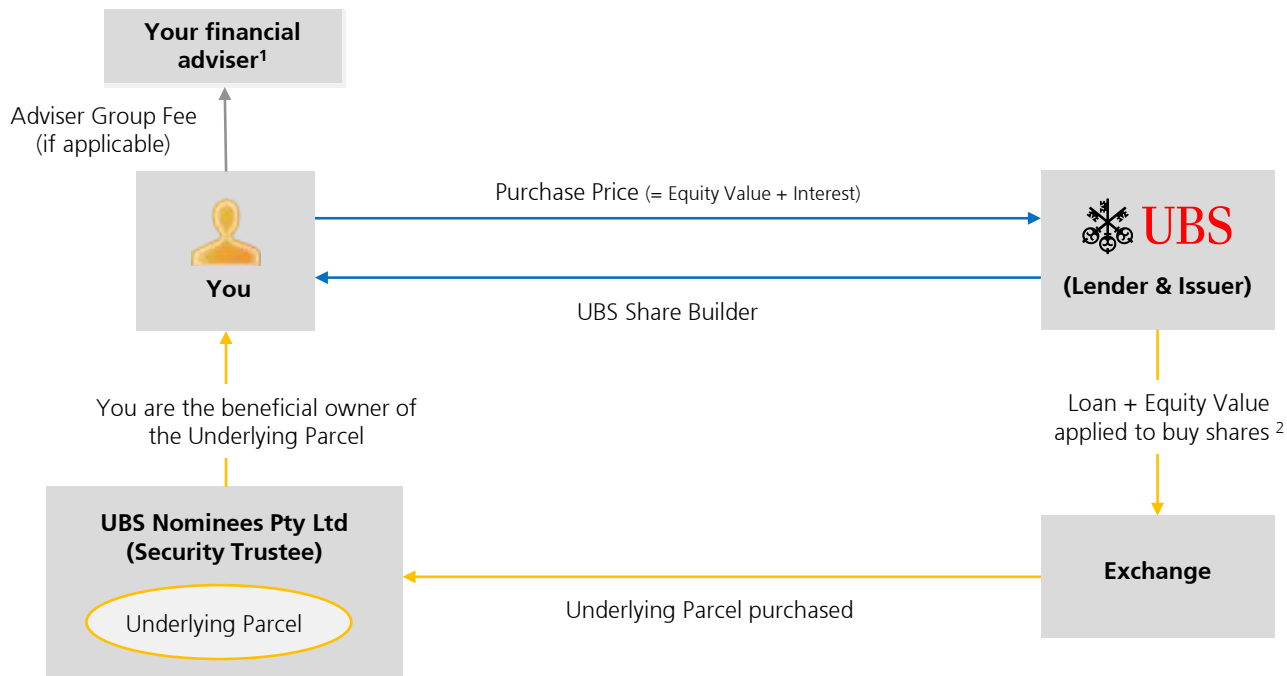 Your financial
adviser1
Adviser Group Fee
(if applicable)
Purchase Price (= Equity Value + Interest)
UBS
You
(Lender & Issuer)
UBS Share Builder
You are the beneficial owner of
the Underlying Parcel
Loan + Equity Value
applied to buy shares 2
UBS Nominees Pty Ltd
(Security Trustee)
Exchange
Underlying Parcel purchased
Underlying Parcel